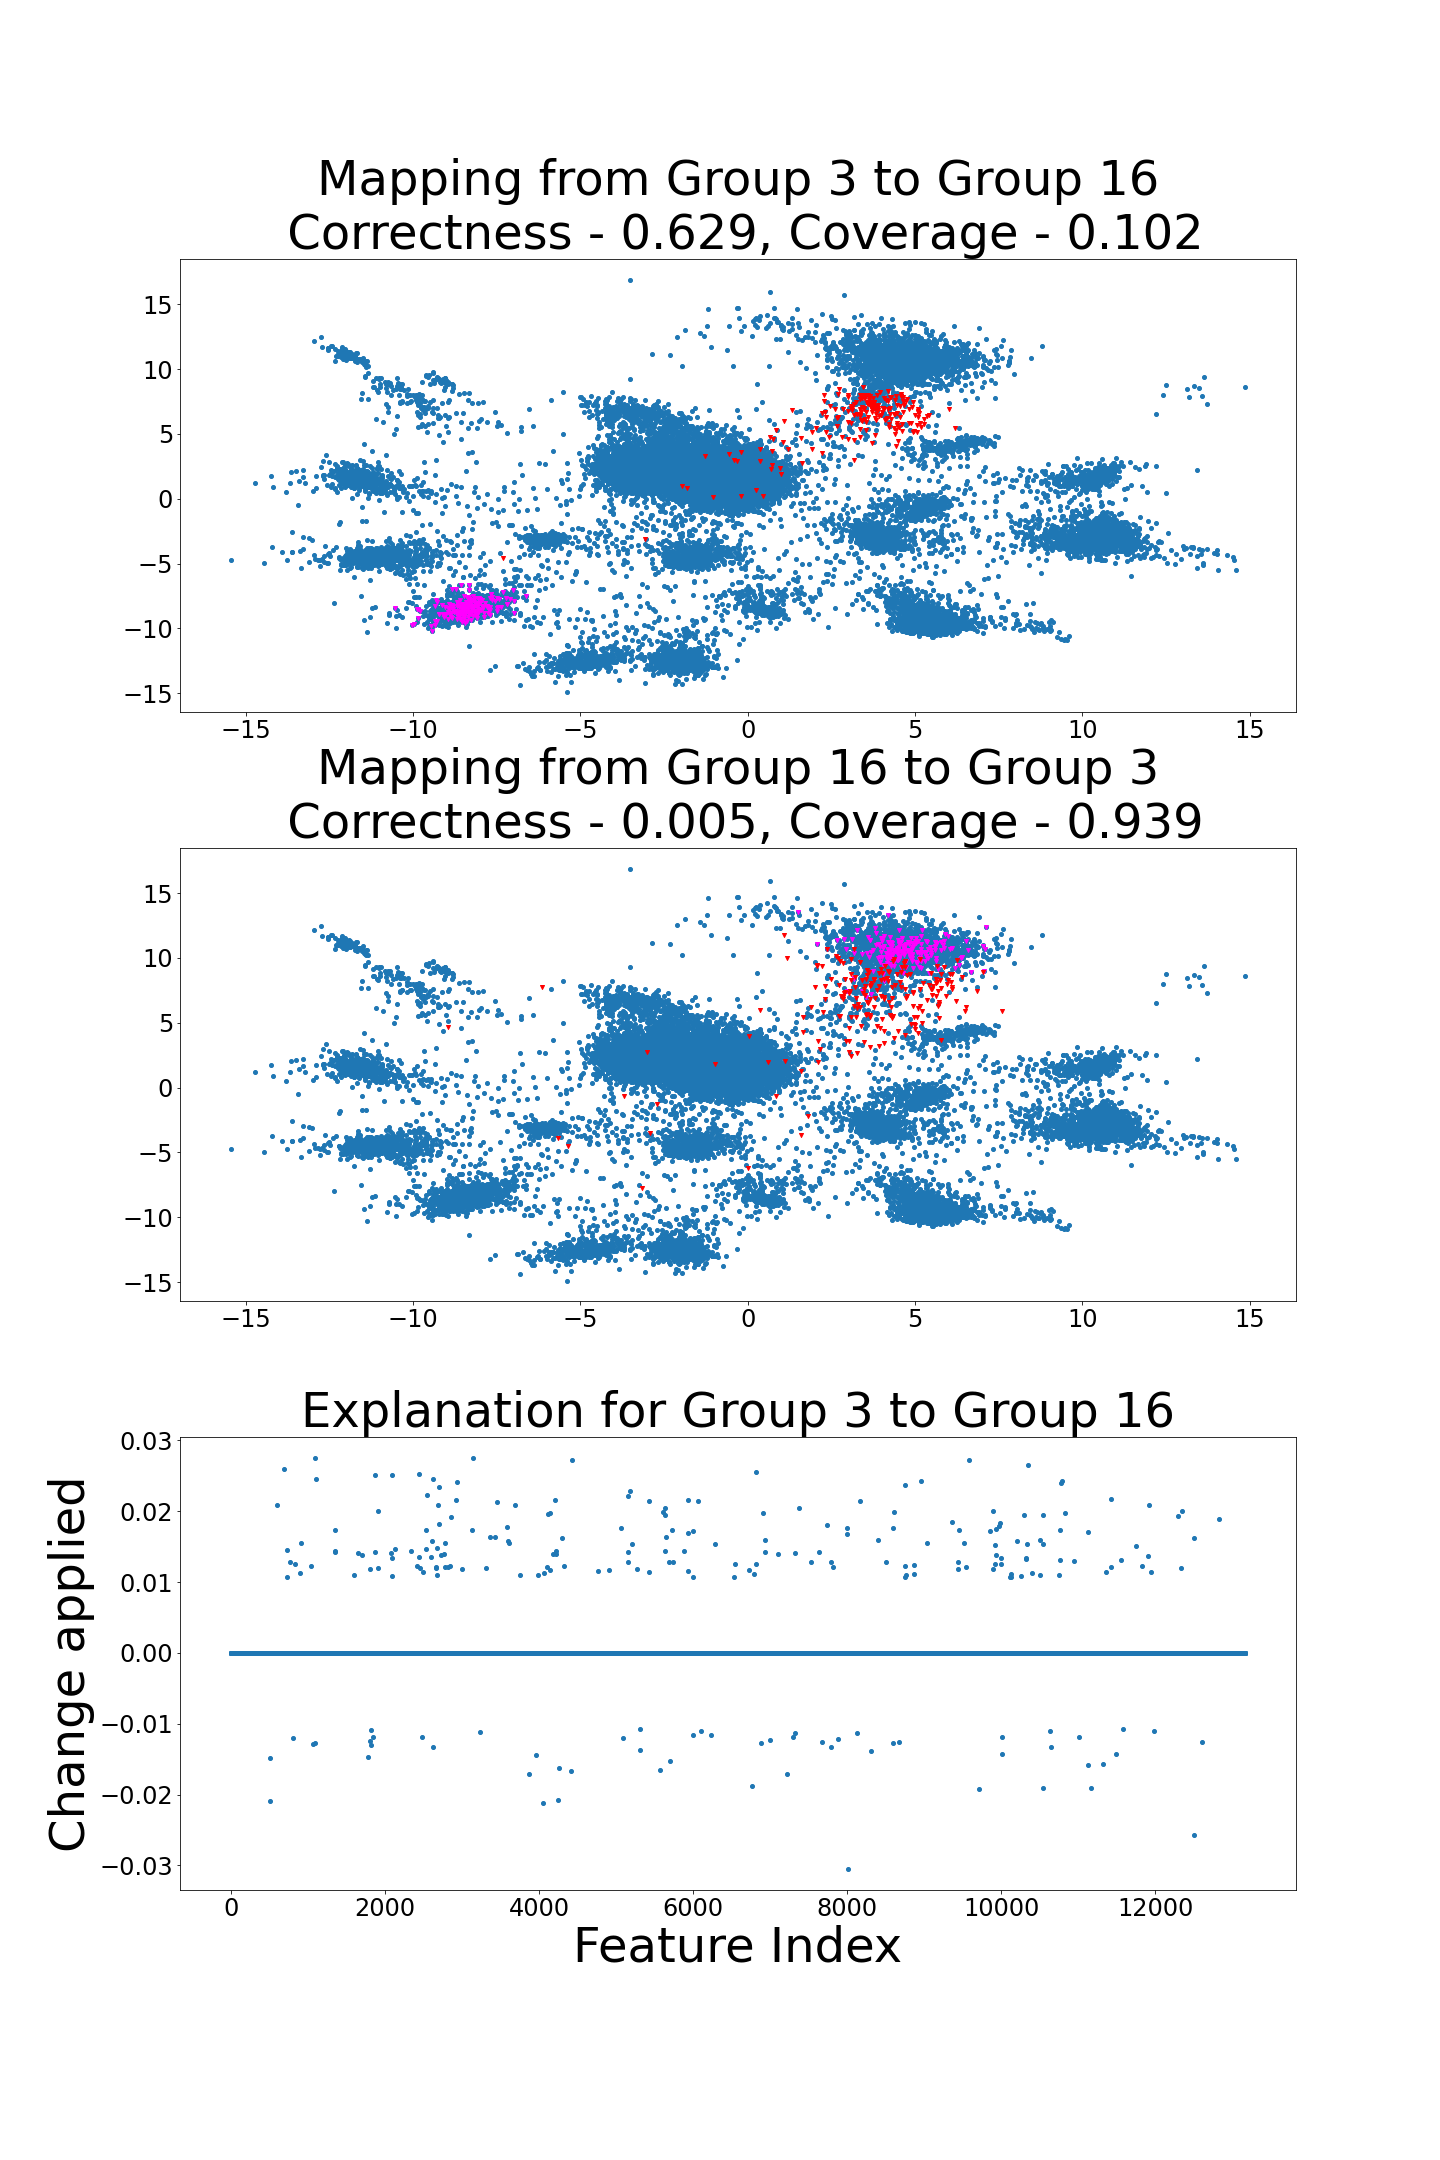 Mapping from Group 3 to Group 16
Correctness - 0.629, Coverage - 0.102
15
10
5
0
−5
−10
−15
−15 −10 −5 0 5 10 15
Mapping from Group 16 to Group 3
Correctness - 0.005, Coverage - 0.939
15
10
5
0
−5
−10
−15
−15 −10 −5 0 5 10 15
Explanation for Group 3 to Group 16
Change applied
0.03
0.02
0.01
0.00
−0.01
−0.02
−0.03
0 2000 4000 6000 8000 10000 12000
Feature Index